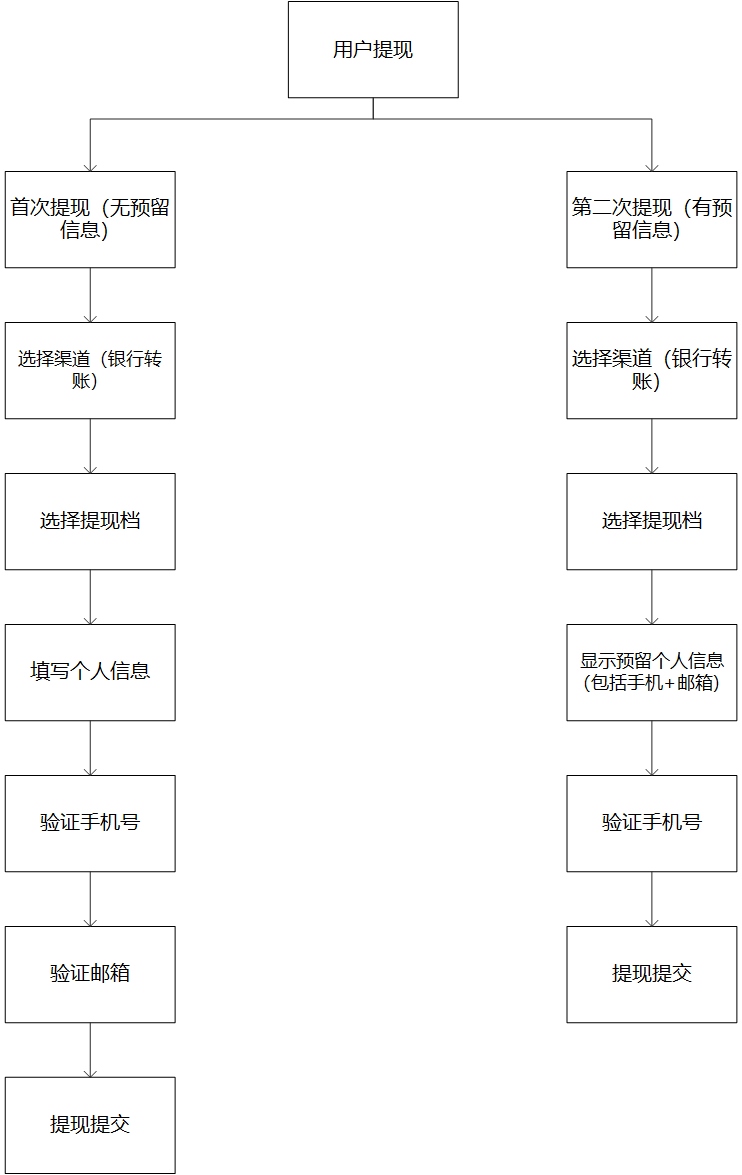 用户提现
首次提现（无预留
信息）
选择渠道（银行转
账）
选择提现档
填写个人信息
验证手机号
验证邮箱
提现提交
第二次提现（有预
留信息）
选择渠道（银行转
账）
选择提现档
显示预留个人信息
（包括手机+邮箱）
验证手机号
提现提交